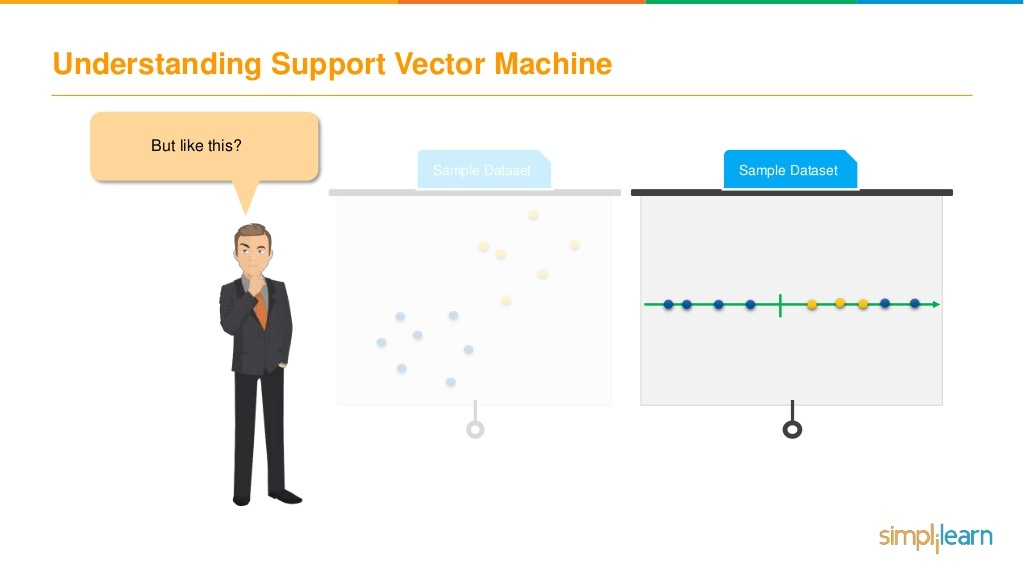 Understanding Support Vector Machine
But like this?
Sample Dataset
Sample Dataset
simplilearn